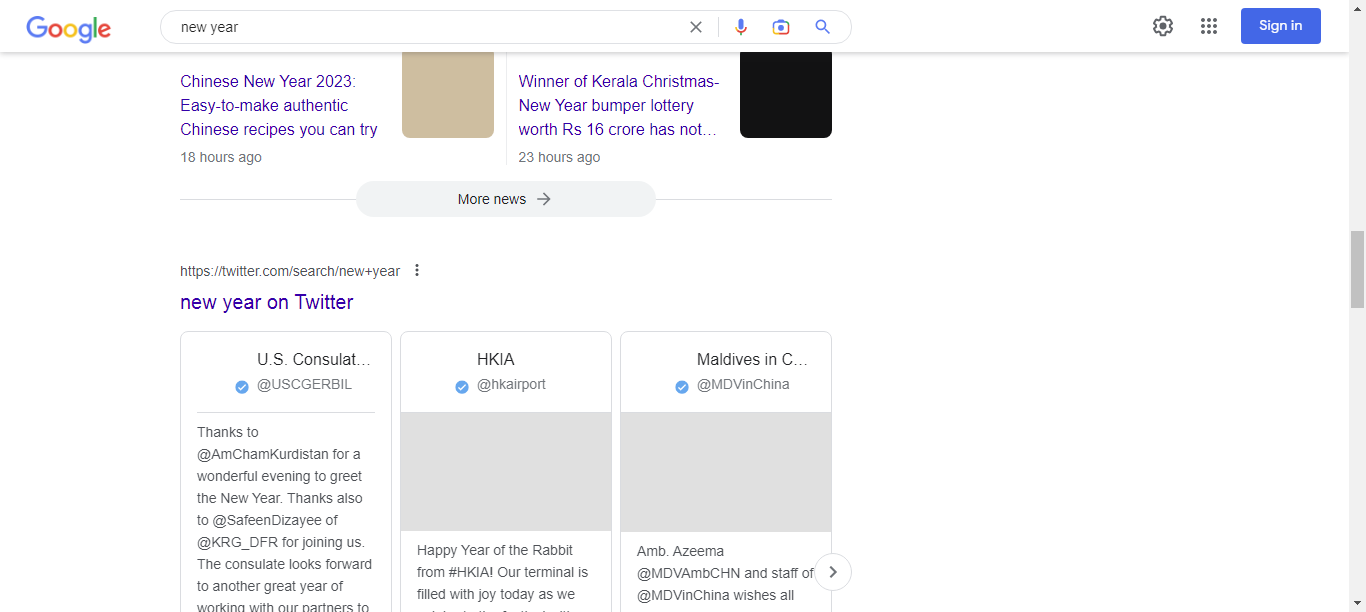 Google
new year
Sign in
Chinese New Year 2023:
Easy-to-make authentic
Chinese recipes you can try
18 hours ago
Winner of Kerala Christmas-
New Year bumper lottery
worth Rs 16 crore has not…
23 hours ago
More news
https://twitter.com/search/new+year
new year on Twitter
U.S. Consulat…
@USCGERBIL
Thanks to
@AmChamKurdistan for a
wonderful evening to greet
the New Year. Thanks also
to @SafeenDizayee of
@KRG_DFR for joining us.
The consulate looks forward
to another great year of
working with our partners to
HKIA
@hkairport
Happy Year of the Rabbit
from #HKIA! Our terminal is
filled with joy today as we
Maldives in C…
@MDVinChina
Amb. Azeema
@MDVAmbCHN and staff of
@MDVinChina wishes all